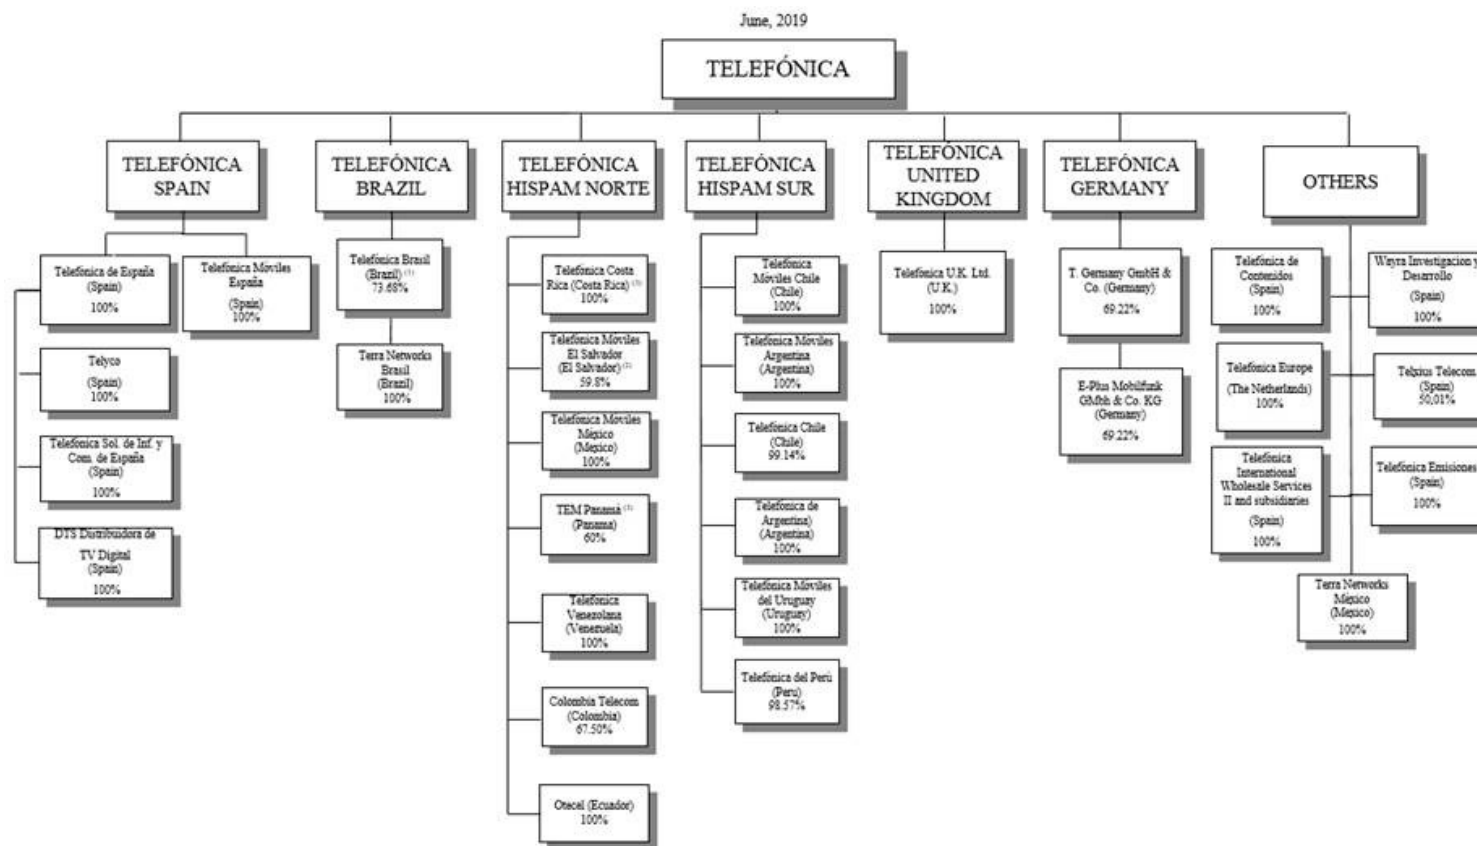 June, 2019
TELEFÓNICA
TELEFÓNICA
SPAIN
TELEFÓNICA
BRAZIL
TELEFÓNICA
HISPAM NORTE
TELEFÓNICA
HISPAM SUR
TELEFÓNICA
UNITED
KINGDOM
TELEFÓNICA
GERMANY
OTHERS
Telefónica de España
(Spain)
100%
Telefónica Móviles
España
(Spain)
100%
Telyco
(Spain)
100%
Telefónica Sol. de Inf. y
Com. de España
(Spain)
100%
DTS Distribuidora de
TV Digital
(Spain)
100%
Telefónica Brasil
(Brazil) (1)
73.68%
Terra Networks
Brasil
(Brazil)
100%
Telefónica Costa
Rica (Costa Rica) (3)
100%
Telefónica Móviles
El Salvador
(El Salvador) (2)
59.8%
Telefónica Móviles
México
(Mexico)
100%
TEM Panamá (3)
(Panama)
60%
Telefónica
Venezolana
(Venezuela)
100%
Colombia Telecom
(Colombia)
67.50%
Otecel (Ecuador)
100%
Telefónica
Móviles Chile
(Chile)
100%
Telefónica Móviles
Argentina
(Argentina)
100%
Telefónica Chile
(Chile)
99.14%
Telefónica de
Argentina)
(Argentina)
100%
Telefónica Móviles
del Uruguay
(Uruguay)
100%
Telefónica del Perú
(Peru)
98.57%
Telefónica U.K. Ltd.
(U.K.)
100%
T. Germany GmbH &
Co. (Germany)
69.22%
E-Plus Mobilfunk
GMbh & Co. KG
(Germany)
69.22%
Telefónica de
Contenidos
(Spain)
100%
Wayra Investigacion y
Desarrollo
(Spain)
100%
Telefónica Europe
(The Netherlands)
100%
Telxius Telecom
(Spain)
50,01%
Telefónica
International
Wholesale Services
II and subsidiaries
(Spain)
100%
Telefónica Emisiones
(Spain)
100%
Terra Networks
México
(Mexico)
100%